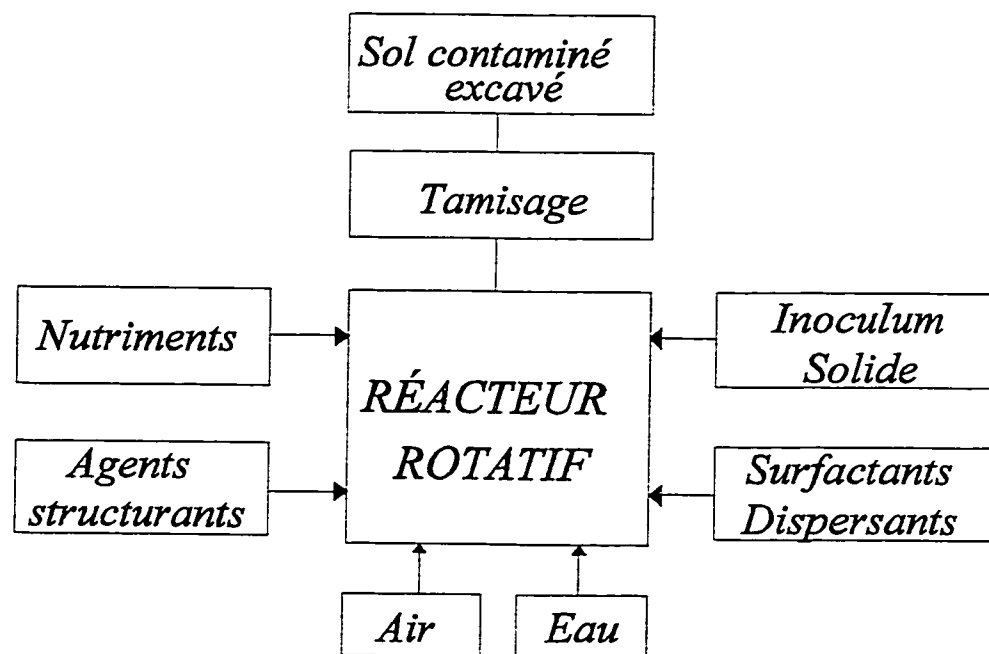 Sol contaminé
excavé
Tamisage
Nutriments
Inoculum
Solide
RÉACTEUR
ROTATIF
Agents
structurants
Surfactants
Dispersants
Air
Eau